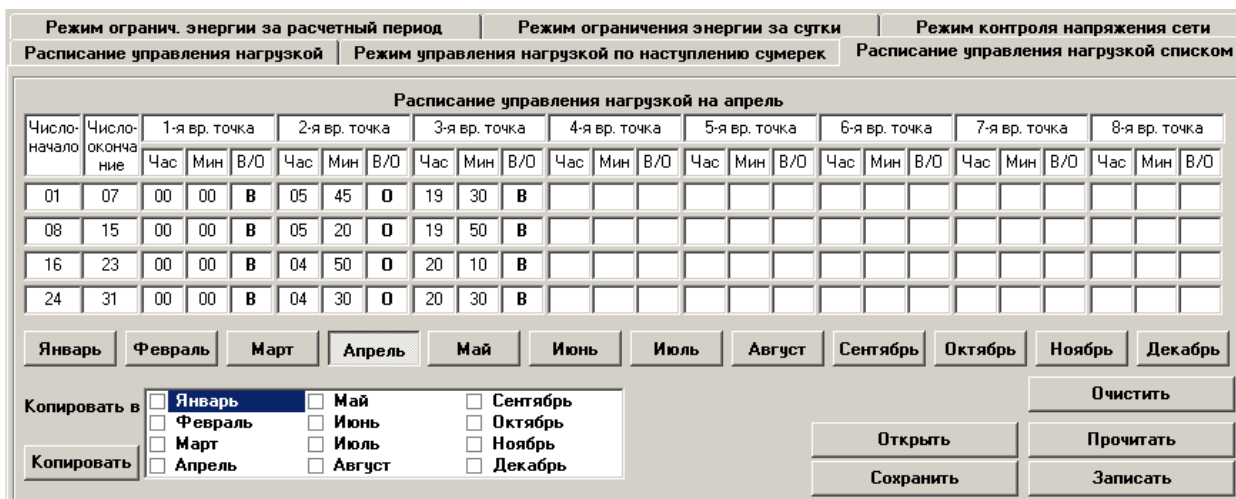 Режим огранич. энергии за расчетный период Режим ограничения энергии за сутки Режим контроля напряжения сети
Расписание управления нагрузкой Режим управления нагрузкой по наступлению сумерек Расписание управления нагрузкой списком
Расписание управления нагрузкой на апрель
Число-начало Число-оконча ние 1-я вр. точка 2-я вр. точка 3-я вр. точка 4-я вр. точка 5-я вр. точка 6-я вр. точка 7-я вр. точка 8-я вр. точка
Час Мин В/О Час Мин В/О Час Мин В/О Час Мин В/О Час Мин В/О Час Мин В/О Час Мин В/О Час Мин В/О
01 07 00 00 В 05 45 О 19 30 В
08 15 00 00 В 05 20 О 19 50 В
16 23 00 00 В 04 50 О 20 10 В
24 31 00 00 В 04 30 О 20 30 В
Январь Февраль Март Апрель Май Июнь Июль Август Сентябрь Октябрь Ноябрь Декабрь
Копировать в
Январь Май Сентябрь
Февраль Июнь Октябрь
Март Июль Ноябрь
Апрель Август Декабрь
Копировать
Очистить
Открыть Прочитать
Сохранить Записать